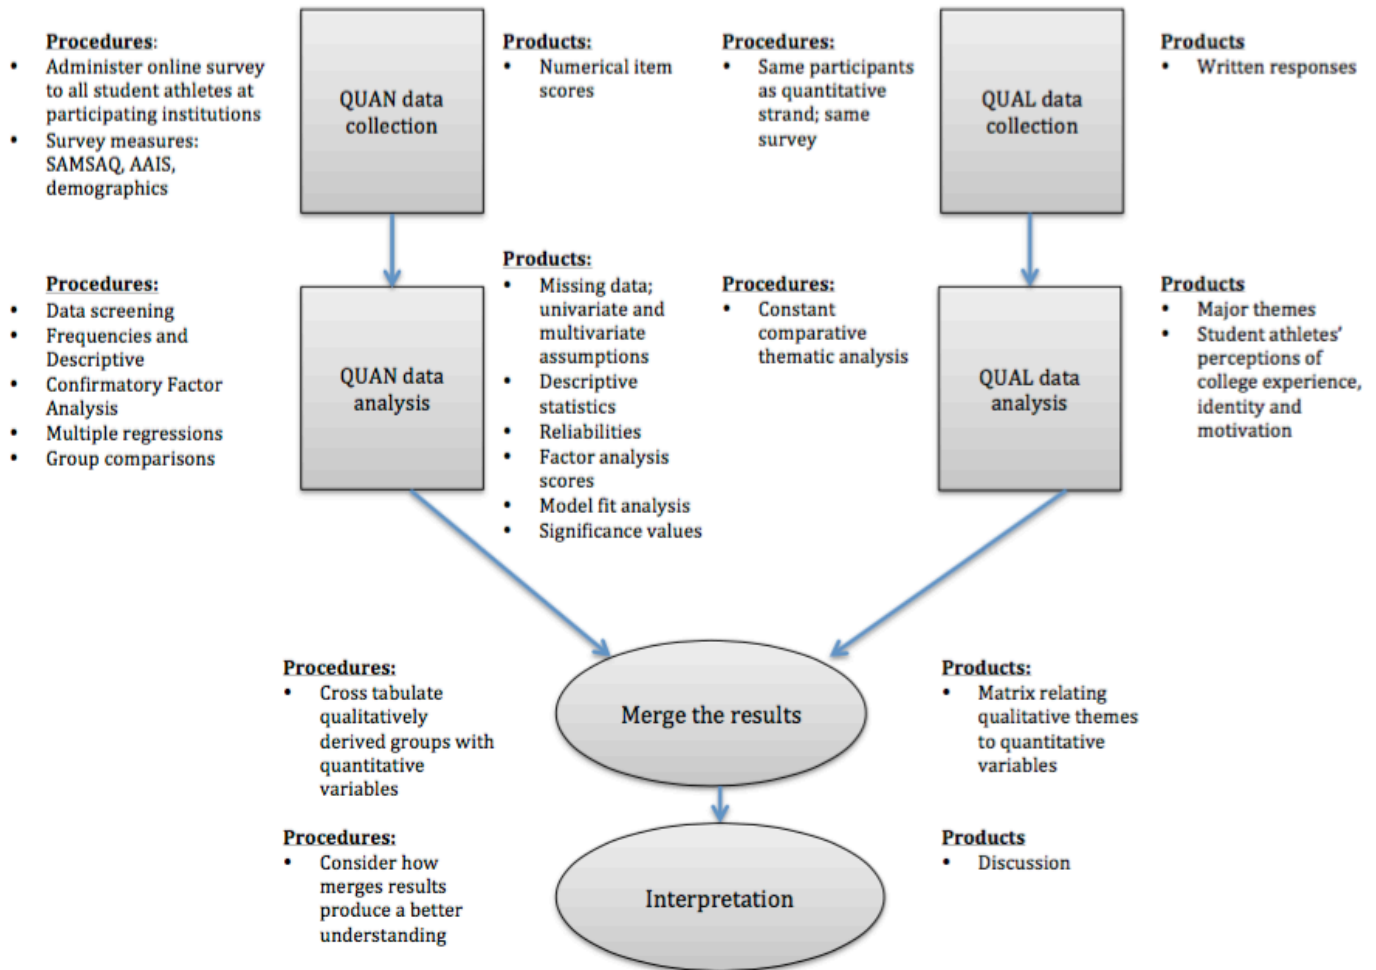 Procedures:
• Administer online survey
to all student athletes at
participating institutions
• Survey measures:
SAMSAQ, AAIS,
demographics
QUAN data
collection
Products:
• Numerical item
scores
Procedures:
• Same participants
as quantitative
strand; same
survey
QUAL data
collection
Products
• Written responses
Procedures:
• Data screening
• Frequencies and
Descriptive
• Confirmatory Factor
Analysis
• Multiple regressions
• Group comparisons
QUAN data
analysis
Products:
• Missing data;
univariate and
multivariate
assumptions
• Descriptive
statistics
• Reliabilities
• Factor analysis
scores
• Model fit analysis
• Significance values
Procedures:
• Constant
comparative
thematic analysis
QUAL data
analysis
Products
• Major themes
• Student athletes’
perceptions of
college experience,
identity and
motivation
Procedures:
• Cross tabulate
qualitatively
derived groups with
quantitative
variables
Merge the results
Products:
• Matrix relating
qualitative themes
to quantitative
variables
Procedures:
• Consider how
merges results
produce a better
understanding
Interpretation
Products
• Discussion